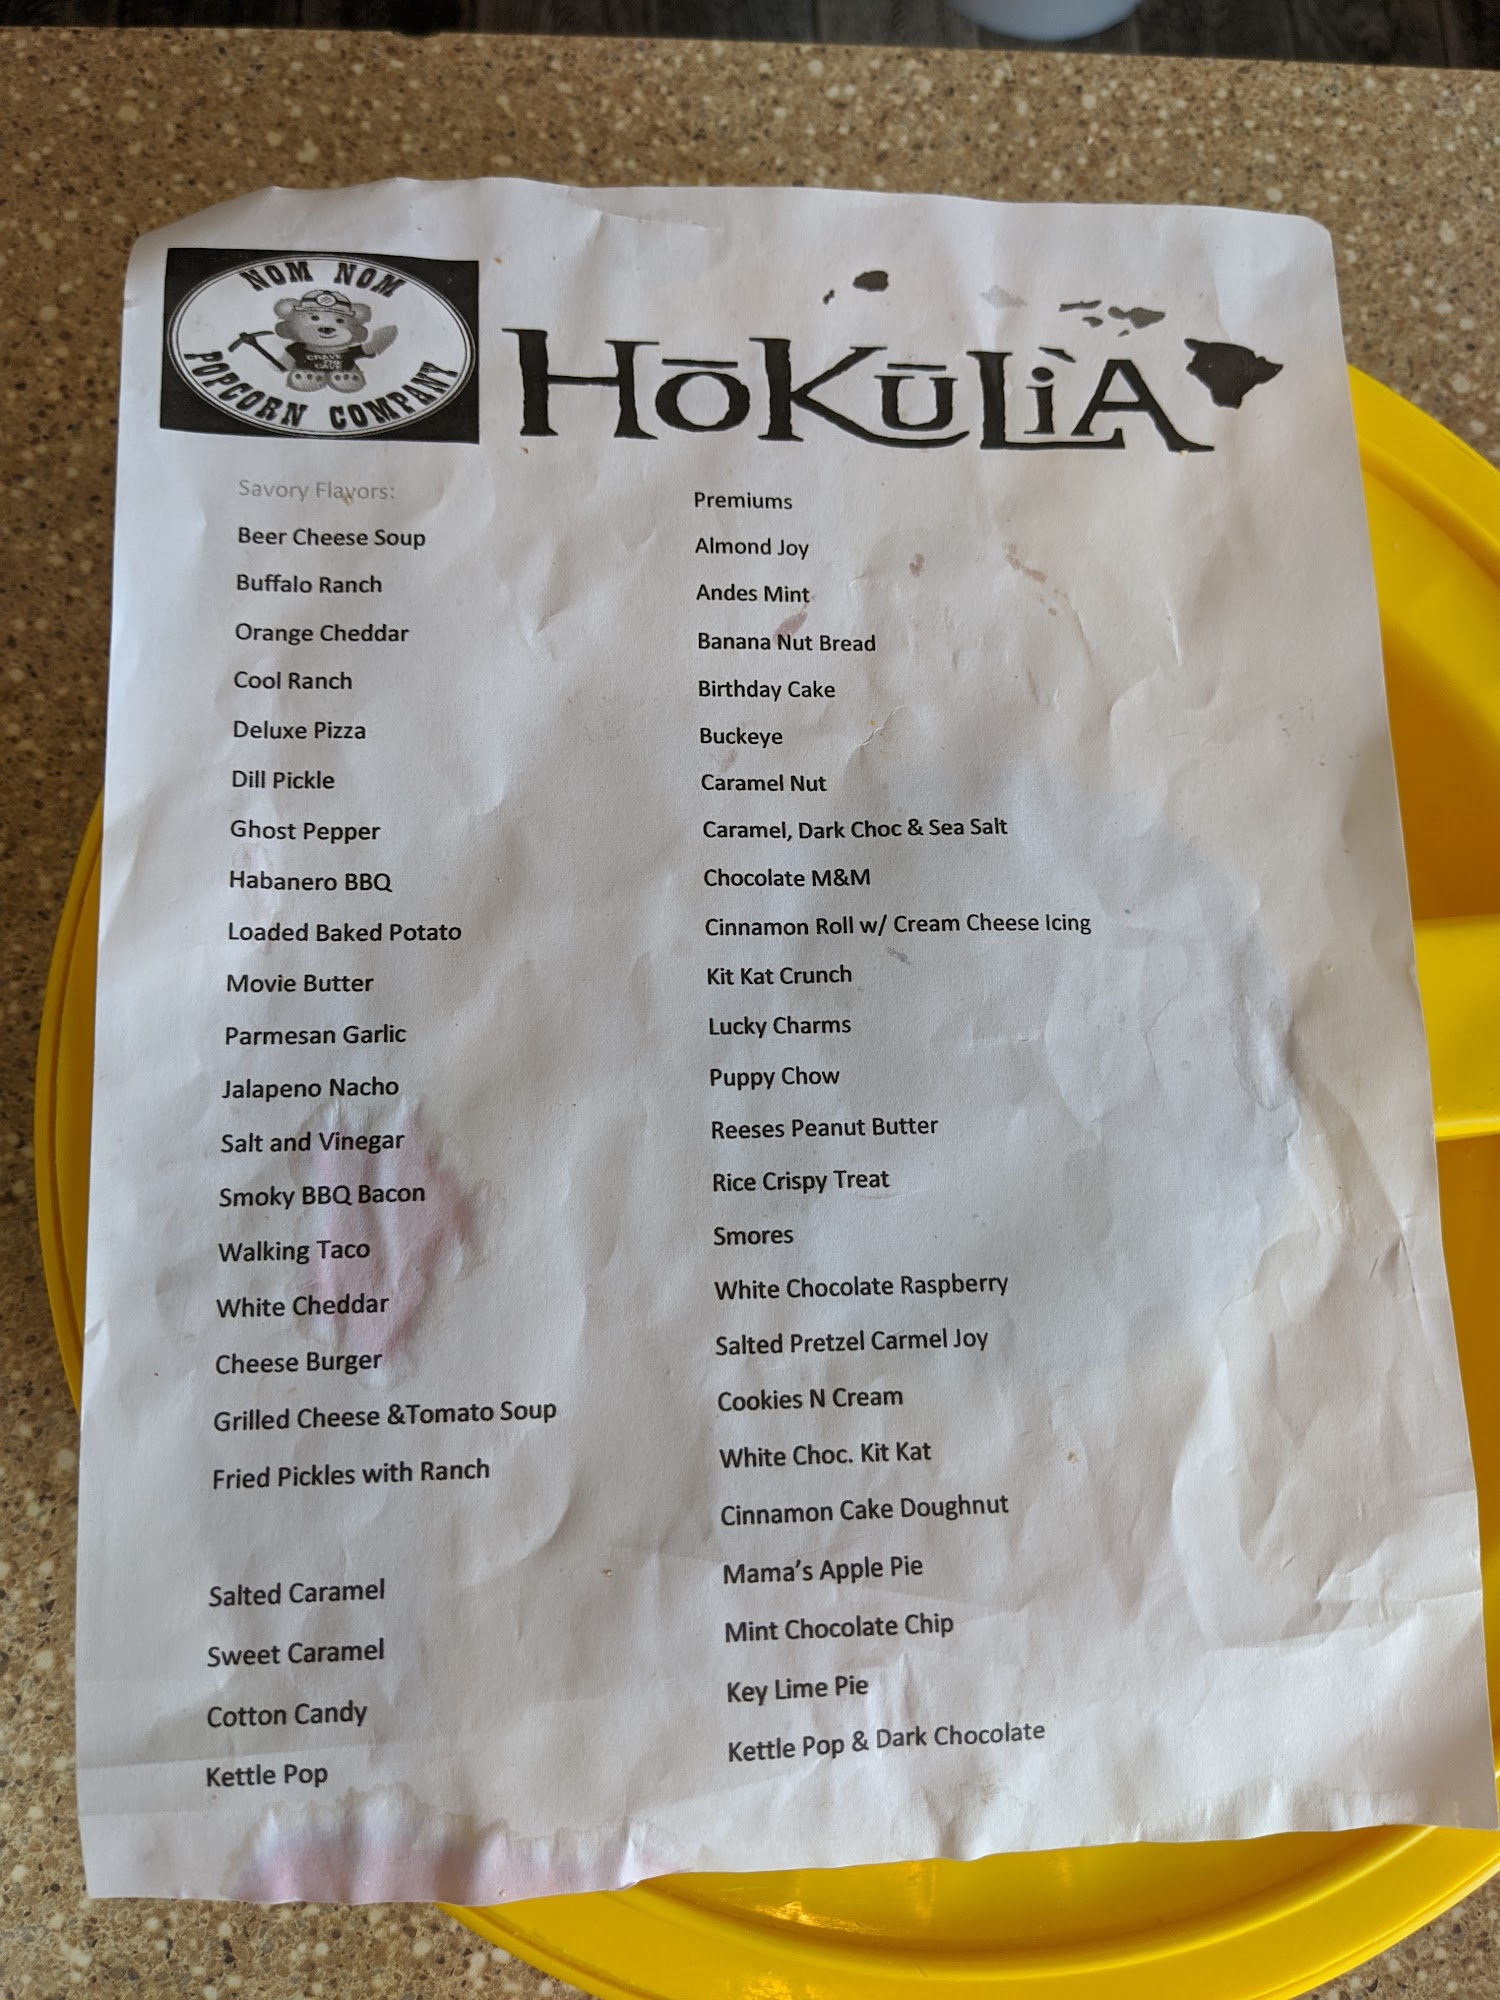 NOM NOM
POPCORN COMPANY
CRAVE
THE
CAVE
HōKūLìA
Savory Flavors:
Beer Cheese Soup
Buffalo Ranch
Orange Cheddar
Cool Ranch
Deluxe Pizza
Dill Pickle
Ghost Pepper
Habanero BBQ
Loaded Baked Potato
Movie Butter
Parmesan Garlic
Jalapeno Nacho
Salt and Vinegar
Smoky BBQ Bacon
Walking Taco
White Cheddar
Cheese Burger
Grilled Cheese &Tomato Soup
Fried Pickles with Ranch
Salted Caramel
Sweet Caramel
Cotton Candy
Kettle Pop
Premiums
Almond Joy
Andes Mint
Banana Nut Bread
Birthday Cake
Buckeye
Caramel Nut
Caramel, Dark Choc & Sea Salt
Chocolate M&M
Cinnamon Roll w/ Cream Cheese Icing
Kit Kat Crunch
Lucky Charms
Puppy Chow
Reeses Peanut Butter
Rice Crispy Treat
Smores
White Chocolate Raspberry
Salted Pretzel Carmel Joy
Cookies N Cream
White Choc. Kit Kat
Cinnamon Cake Doughnut
Mama's Apple Pie
Mint Chocolate Chip
Key Lime Pie
Kettle Pop & Dark Chocolate